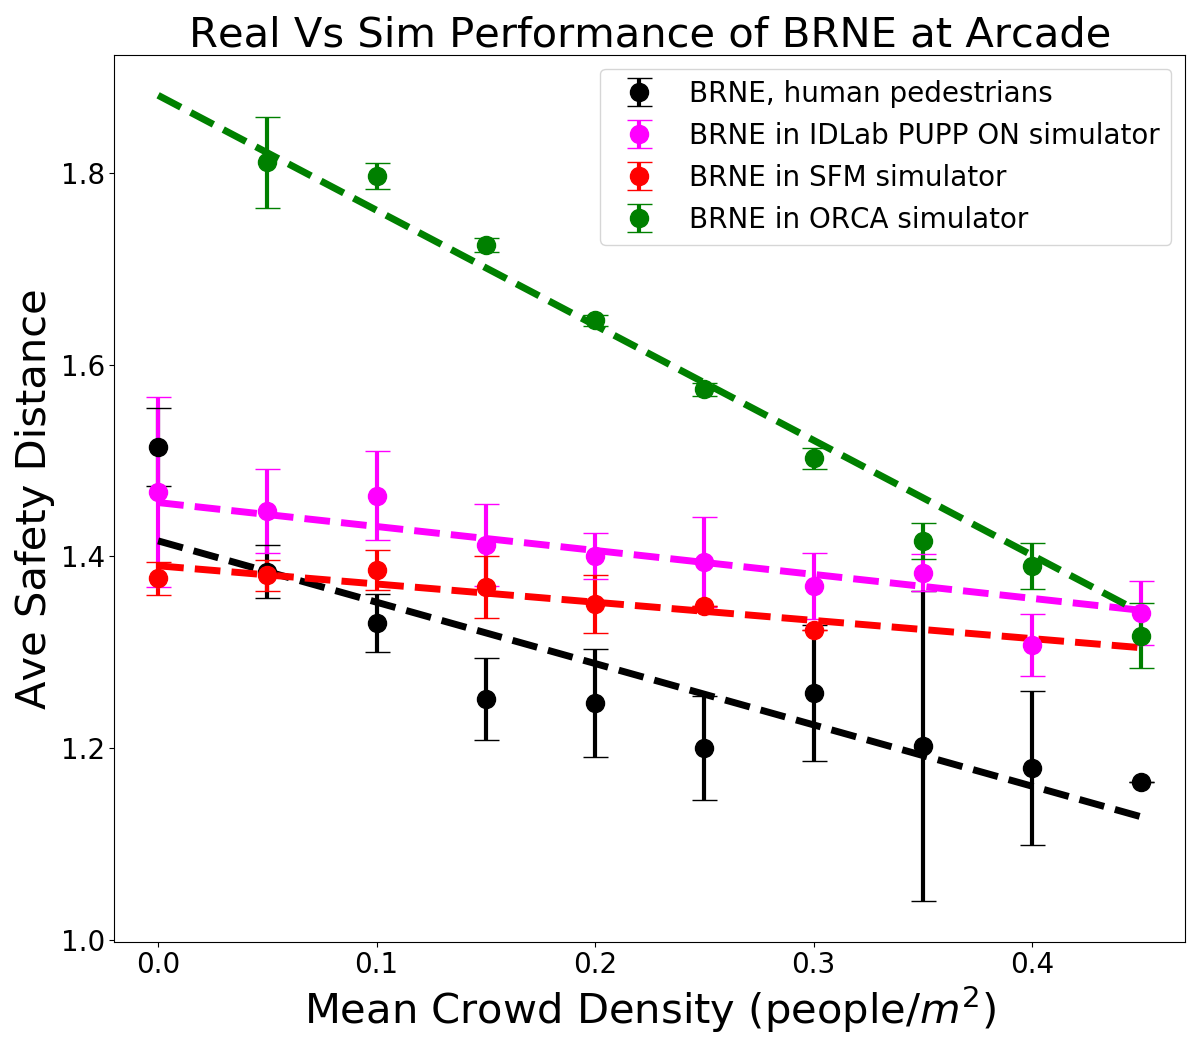 Real Vs Sim Performance of BRNE at Arcade
BRNE, human pedestrians
BRNE in IDLab PUPP ON simulator
BRNE in SFM simulator
BRNE in ORCA simulator
Ave Safety Distance
1.8
1.6
1.4
1.2
1.0
0.0 0.1 0.2 0.3 0.4
Mean Crowd Density (people/m²)